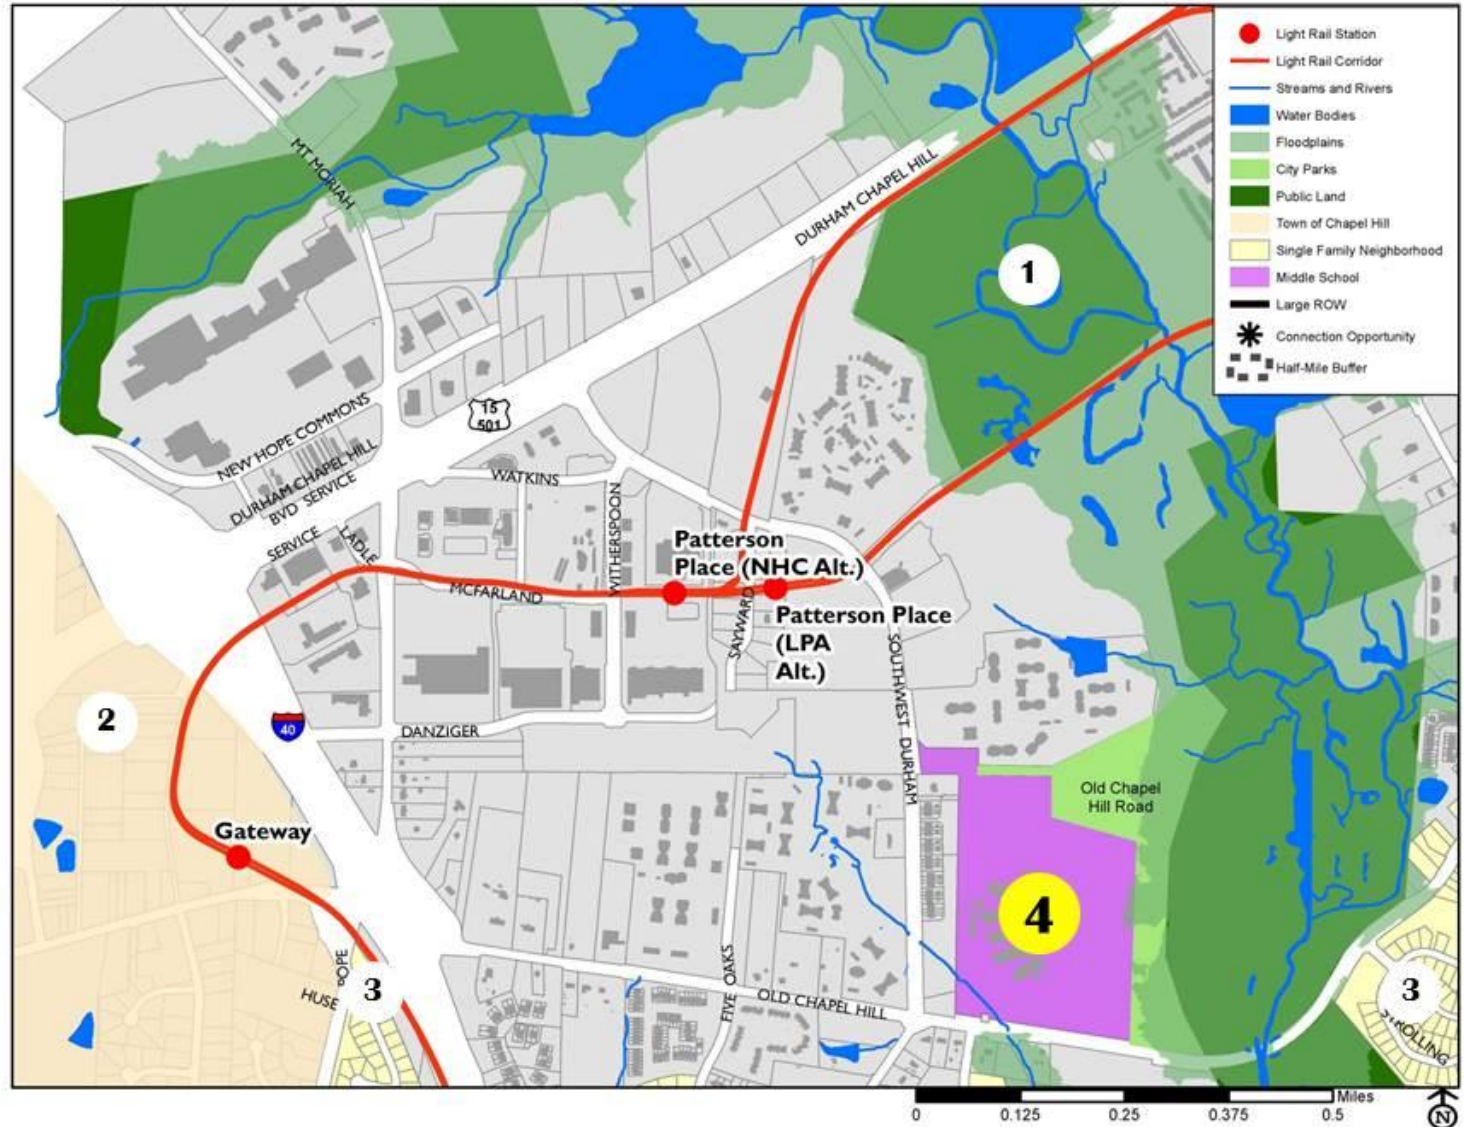 Light Rail Station
Light Rail Corridor
Streams and Rivers
Water Bodies
Floodplains
City Parks
Public Land
Town of Chapel Hill
Single Family Neighborhood
Middle School
Large ROW
Connection Opportunity
Half-Mile Buffer
MT MORIAH
DURHAM CHAPEL HILL
1
15
501
NEW HOPE COMMONS
DURHAM CHAPEL HILL
BVD SERVICE
WATKINS
WITHERSPOON
SERVICE
LADLE
Patterson
Place (NHC Alt.)
MCFARLAND
SAYWARD
Patterson Place
(LPA
Alt.)
SOUTHWEST DURHAM
2
40
DANZIGER
Old Chapel
Hill Road
Gateway
4
POPE
HUSE
3
FIVE OAKS
OLD CHAPEL HILL
3
Miles
0
0.125
0.25
0.375
0.5
N